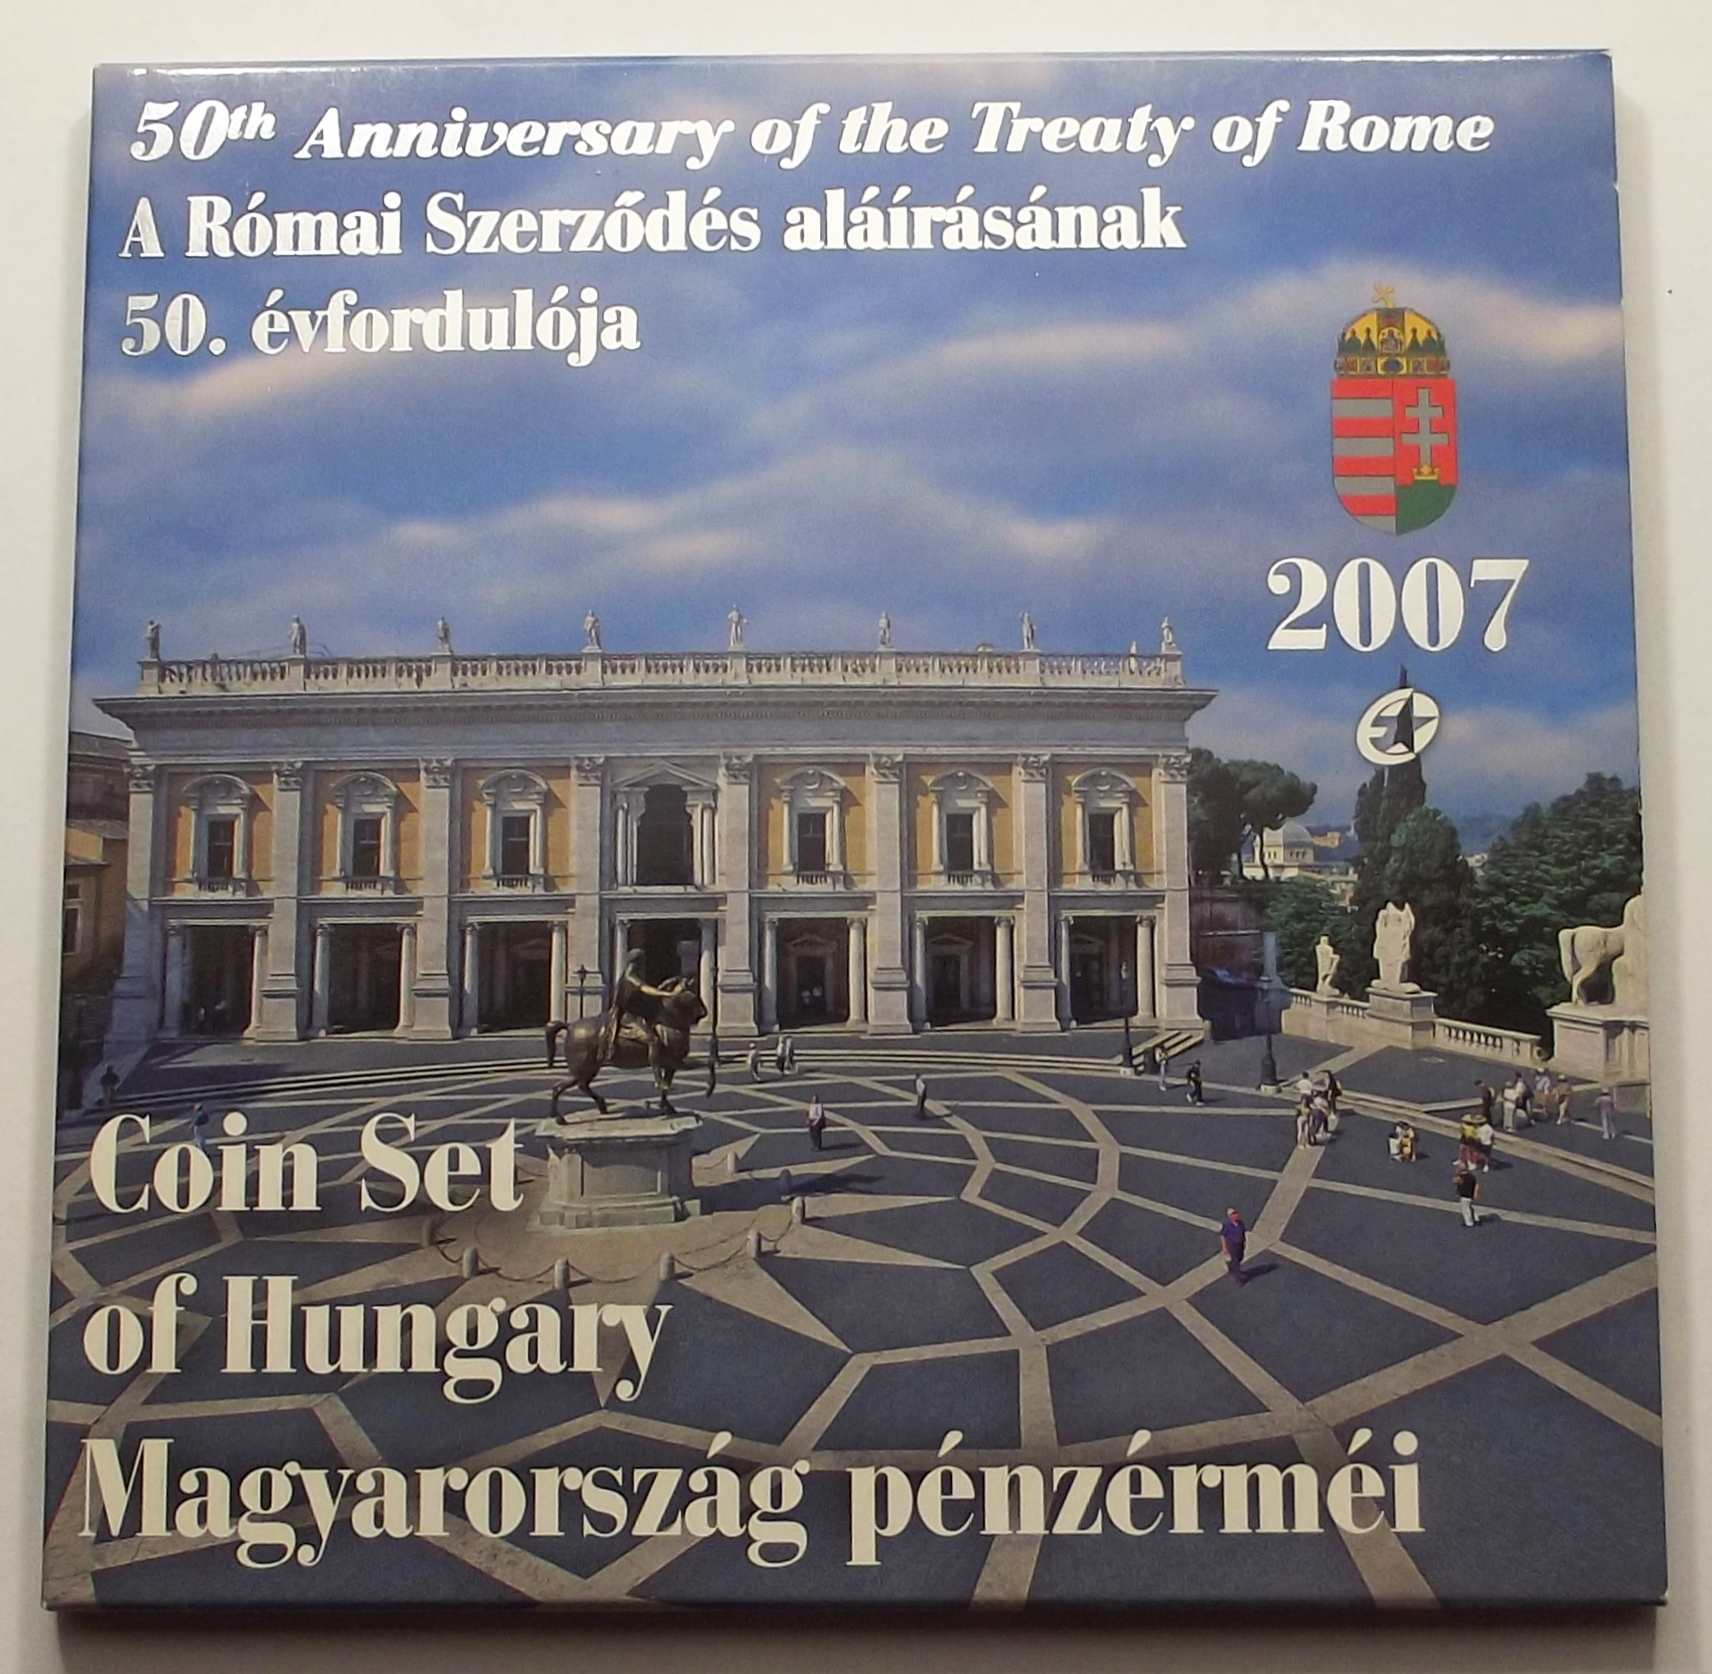 50th Anniversary of the Treaty of Rome
A Római Szerződés aláírásának
50. évfordulója
2007
Coin Set
of Hungary
Magyarország pénzérméi